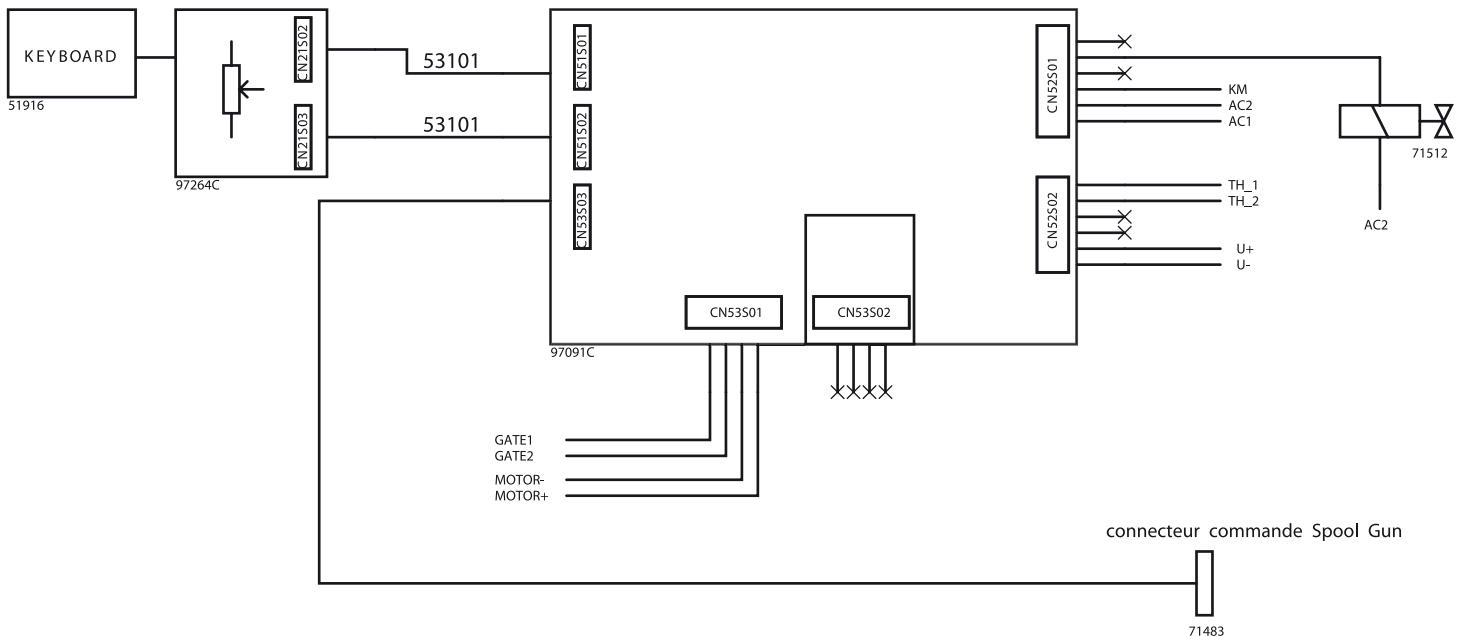 KEYBOARD
51916
CN21S02
CN21S03
97264C
53101
53101
CN51S01
CN51S02
CN53S03
CN52S01
CN52S02
CN53S01
CN53S02
97091C
KM
AC2
AC1
71512
AC2
TH_1
TH_2
U+
U-
GATE1
GATE2
MOTOR-
MOTOR+
connecteur commande Spool Gun
71483